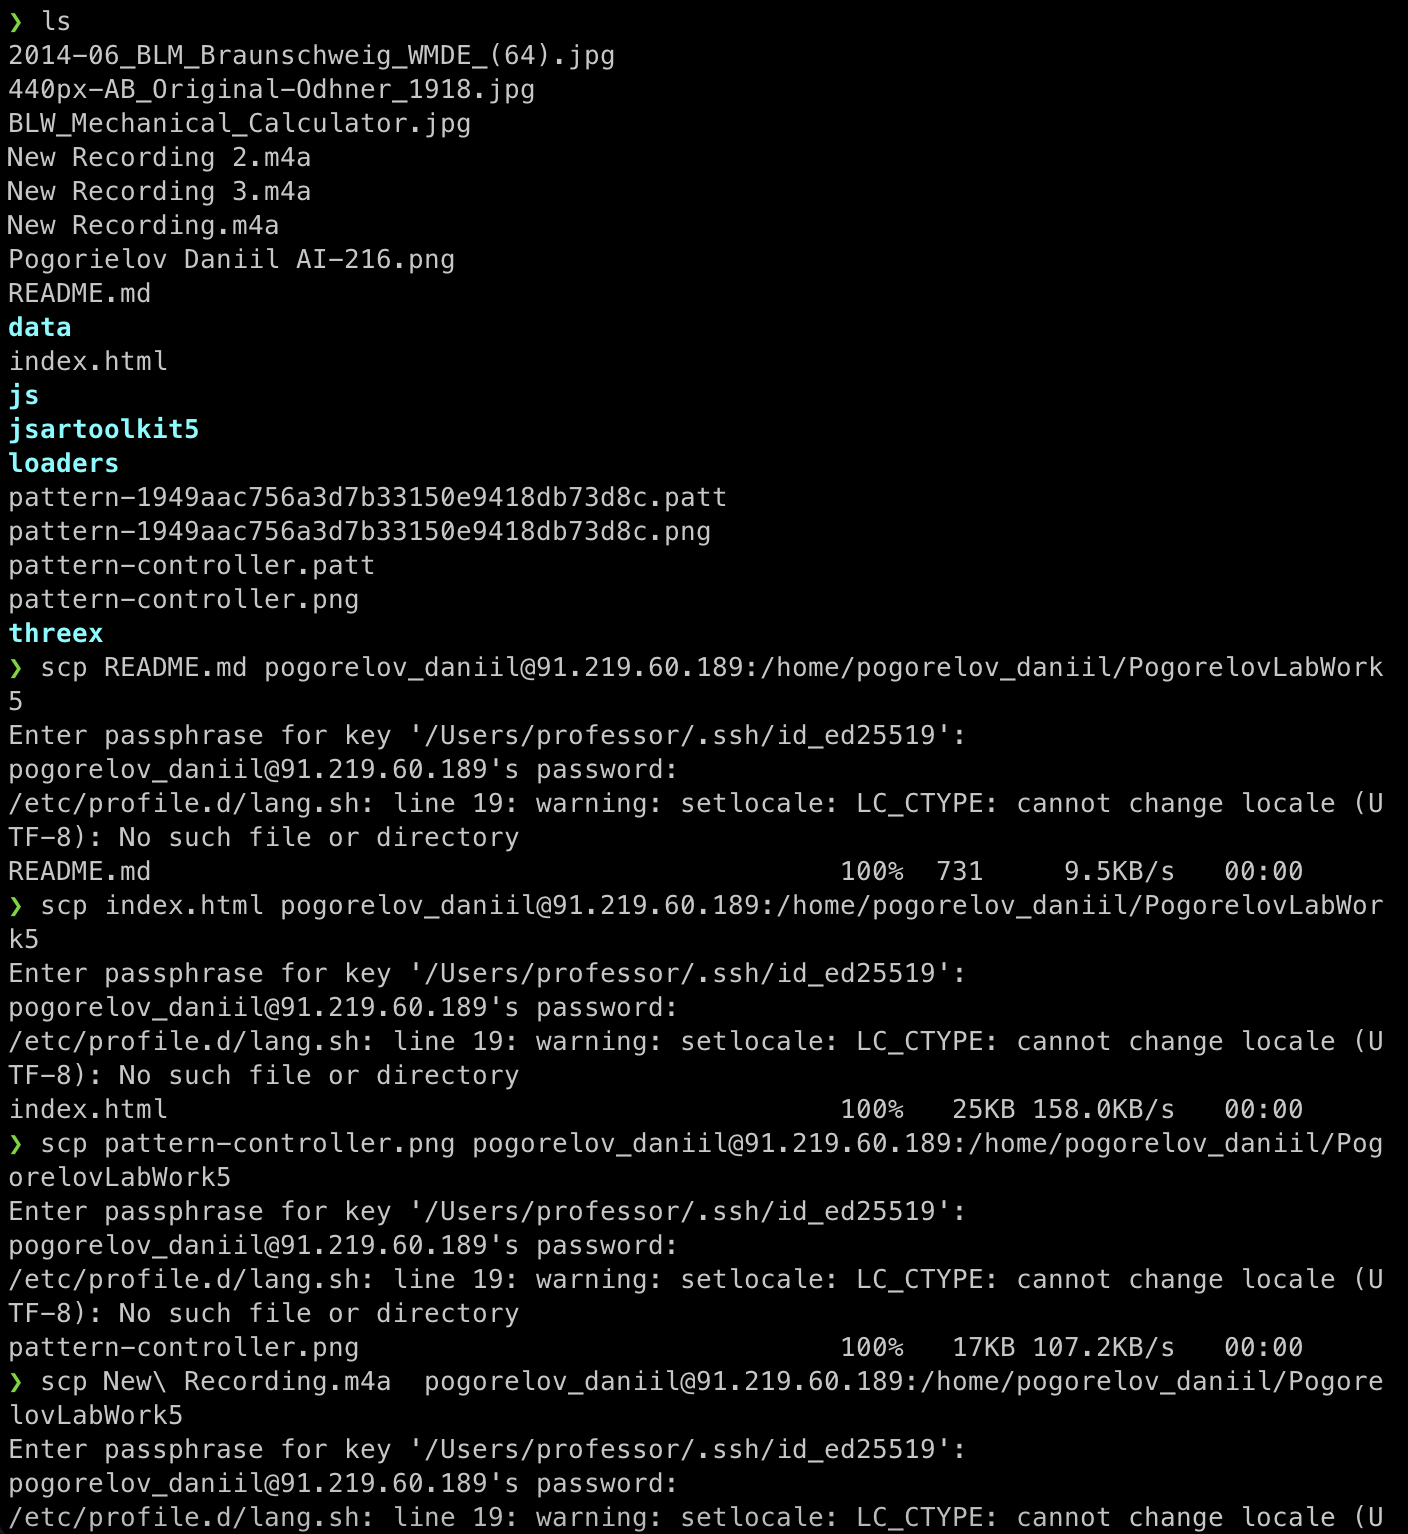 ❯ ls
2014-06_BLM_Braunschweig_WMDE_(64).jpg
440px-AB_Original-Odhner_1918.jpg
BLW_Mechanical_Calculator.jpg
New Recording 2.m4a
New Recording 3.m4a
New Recording.m4a
Pogorielov Daniil AI-216.png
README.md
data
index.html
js
jsartoolkit5
loaders
pattern-1949aac756a3d7b33150e9418db73d8c.patt
pattern-1949aac756a3d7b33150e9418db73d8c.png
pattern-controller.patt
pattern-controller.png
threex
❯ scp README.md pogorelov_daniil@91.219.60.189:/home/pogorelov_daniil/PogorelovLabWork
5
Enter passphrase for key '/Users/professor/.ssh/id_ed25519':
pogorelov_daniil@91.219.60.189's password:
/etc/profile.d/lang.sh: line 19: warning: setlocale: LC_CTYPE: cannot change locale (U
TF-8): No such file or directory
README.md 100% 731 9.5KB/s 00:00
❯ scp index.html pogorelov_daniil@91.219.60.189:/home/pogorelov_daniil/PogorelovLabWor
k5
Enter passphrase for key '/Users/professor/.ssh/id_ed25519':
pogorelov_daniil@91.219.60.189's password:
/etc/profile.d/lang.sh: line 19: warning: setlocale: LC_CTYPE: cannot change locale (U
TF-8): No such file or directory
index.html 100% 25KB 158.0KB/s 00:00
❯ scp pattern-controller.png pogorelov_daniil@91.219.60.189:/home/pogorelov_daniil/Pog
orelovLabWork5
Enter passphrase for key '/Users/professor/.ssh/id_ed25519':
pogorelov_daniil@91.219.60.189's password:
/etc/profile.d/lang.sh: line 19: warning: setlocale: LC_CTYPE: cannot change locale (U
TF-8): No such file or directory
pattern-controller.png 100% 17KB 107.2KB/s 00:00
❯ scp New\ Recording.m4a  pogorelov_daniil@91.219.60.189:/home/pogorelov_daniil/Pogore
lovLabWork5
Enter passphrase for key '/Users/professor/.ssh/id_ed25519':
pogorelov_daniil@91.219.60.189's password:
/etc/profile.d/lang.sh: line 19: warning: setlocale: LC_CTYPE: cannot change locale (U